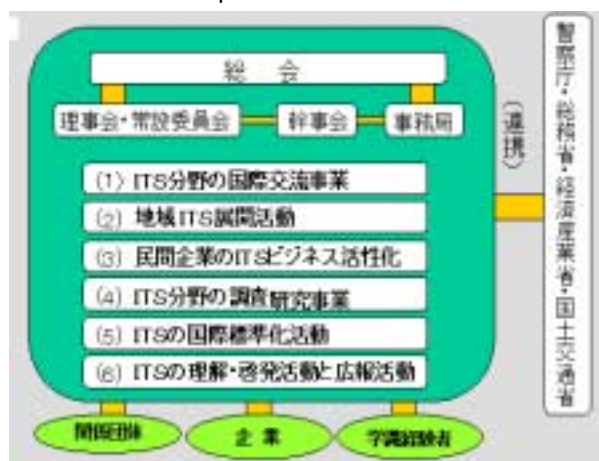 総 会
理事会・常設委員会
幹事会
事務局
(連携)
警察庁・総務省・経済産業省・国土交通省
(1) ITS分野の国際交流事業
(2) 地域ITS展開活動
(3) 民間企業のITSビジネス活性化
(4) ITS分野の調査研究事業
(5) ITSの国際標準化活動
(6) ITSの理解・啓発活動と広報活動
関係団体
企 業
学識経験者